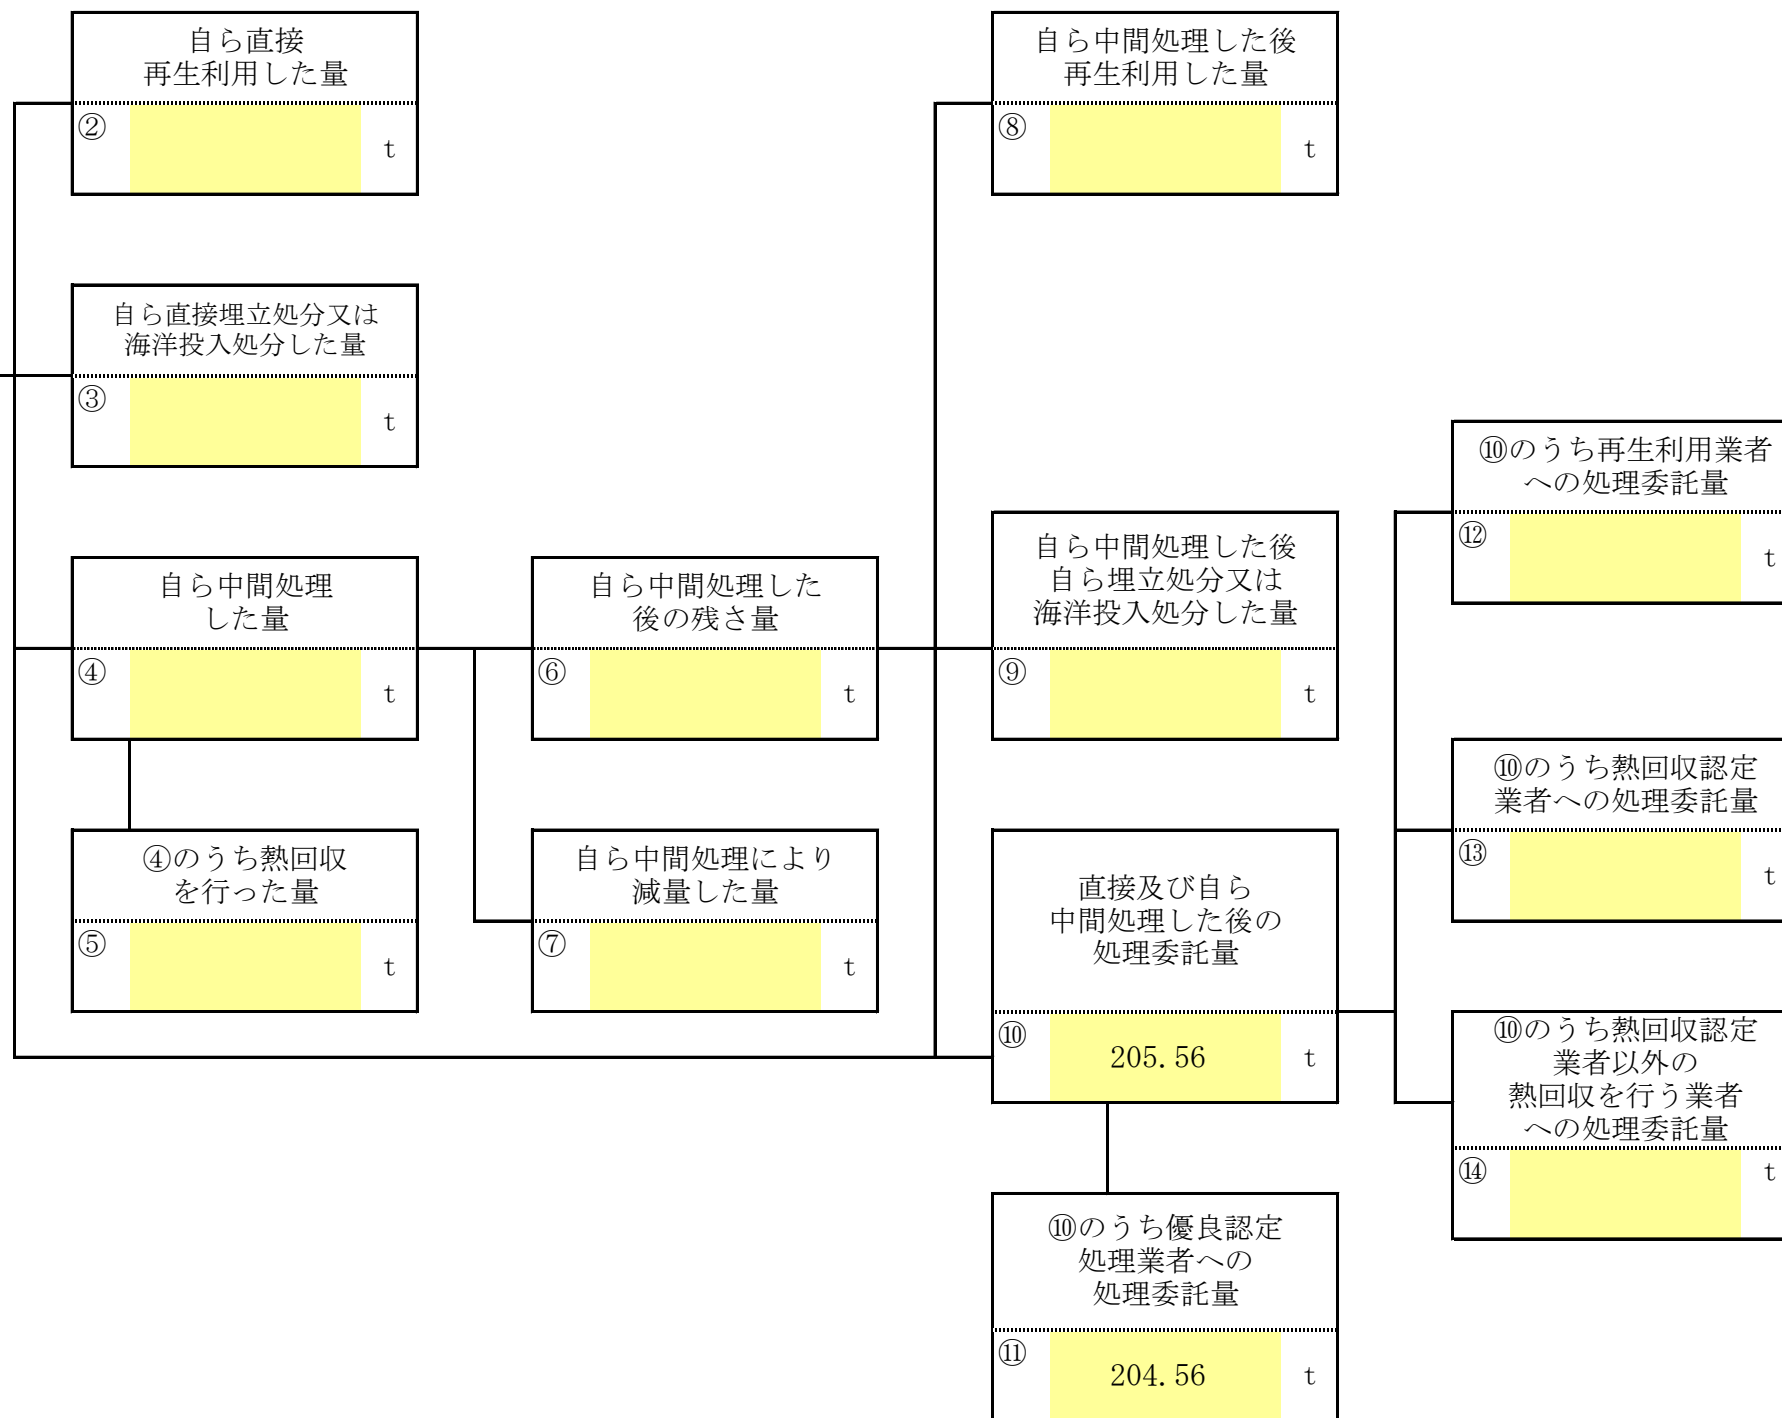 自ら直接
再生利用した量
②
t
自ら中間処理した後
再生利用した量
⑧
t
自ら直接埋立処分又は
海洋投入処分した量
③
t
⑩のうち再生利用業者
への処理委託量
⑫
t
自ら中間処理
した量
④
t
自ら中間処理した
後の残さ量
⑥
t
自ら中間処理した後
自ら埋立処分又は
海洋投入処分した量
⑨
t
⑩のうち熱回収認定
業者への処理委託量
⑬
t
④のうち熱回収
を行った量
⑤
t
自ら中間処理により
減量した量
⑦
t
直接及び自ら
中間処理した後の
処理委託量
⑩
205.56
t
⑩のうち熱回収認定
業者以外の
熱回収を行う業者
への処理委託量
⑭
t
⑩のうち優良認定
処理業者への
処理委託量
⑪
204.56
t